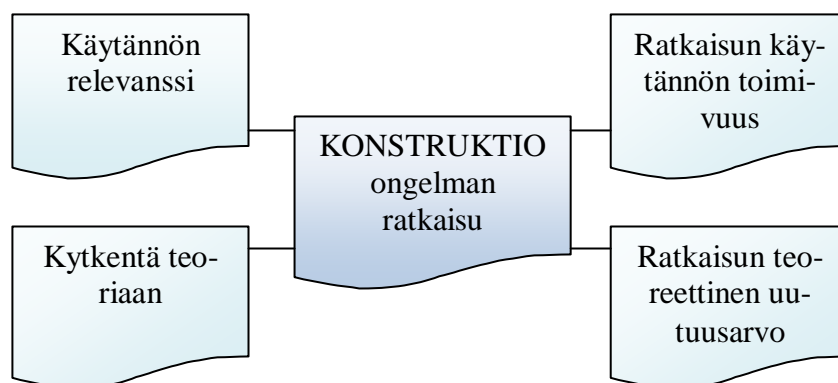 Käytännön
relevanssi
Ratkaisun käy-
tännön toimi-
vuus
KONSTRUKTIO
ongelman
ratkaisu
Kytkentä teo-
riaan
Ratkaisun teo-
reettinen uu-
tuusarvo